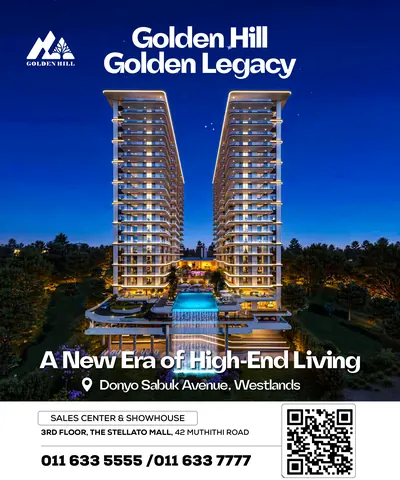 GOLDEN HILL
Golden Hill
Golden Legacy
A New Era of High-End Living
Donyo Sabuk Avenue, Westlands
SALES CENTER & SHOWHOUSE
3RD FLOOR, THE STELLATO MALL, 42 MUTHITHI ROAD
011 633 5555 /011 633 7777